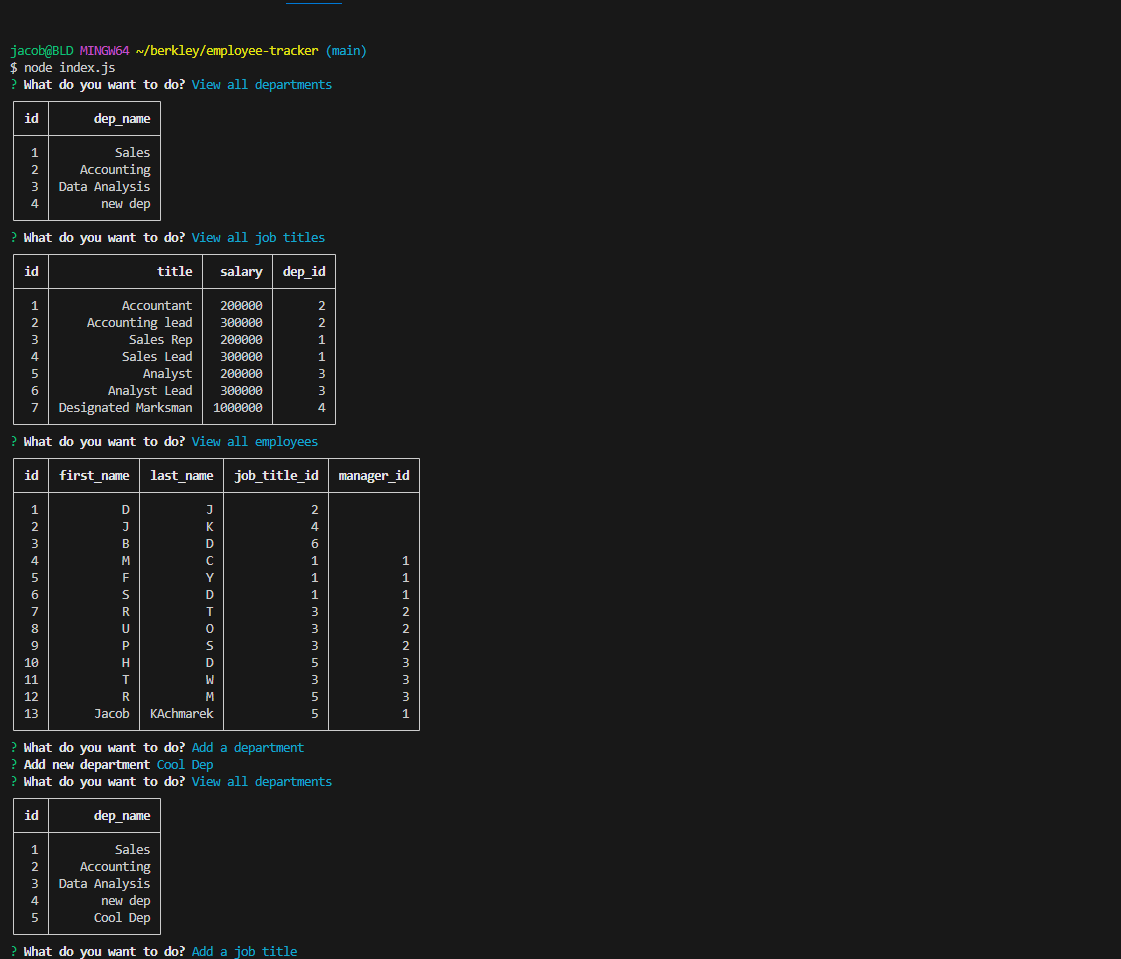 jacob@BLD MINGW64 ~/berkley/employee-tracker (main)
$ node index.js
? What do you want to do? View all departments
id dep_name
1 Sales
2 Accounting
3 Data Analysis
4 new dep
? What do you want to do? View all job titles
id title salary dep_id
1 Accountant 200000 2
2 Accounting lead 300000 2
3 Sales Rep 200000 1
4 Sales Lead 300000 1
5 Analyst 200000 3
6 Analyst Lead 300000 3
7 Designated Marksman 1000000 4
? What do you want to do? View all employees
id first_name last_name job_title_id manager_id
1 D J 2
2 J K 4
3 B D 6
4 M C 1 1
5 F Y 1 1
6 S D 1 1
7 R T 3 2
8 U O 3 2
9 P S 3 2
10 H D 5 3
11 T W 3 3
12 R M 5 3
13 Jacob KAchmarek 5 1
? What do you want to do? Add a department
? Add new department Cool Dep
? What do you want to do? View all departments
id dep_name
1 Sales
2 Accounting
3 Data Analysis
4 new dep
5 Cool Dep
? What do you want to do? Add a job title